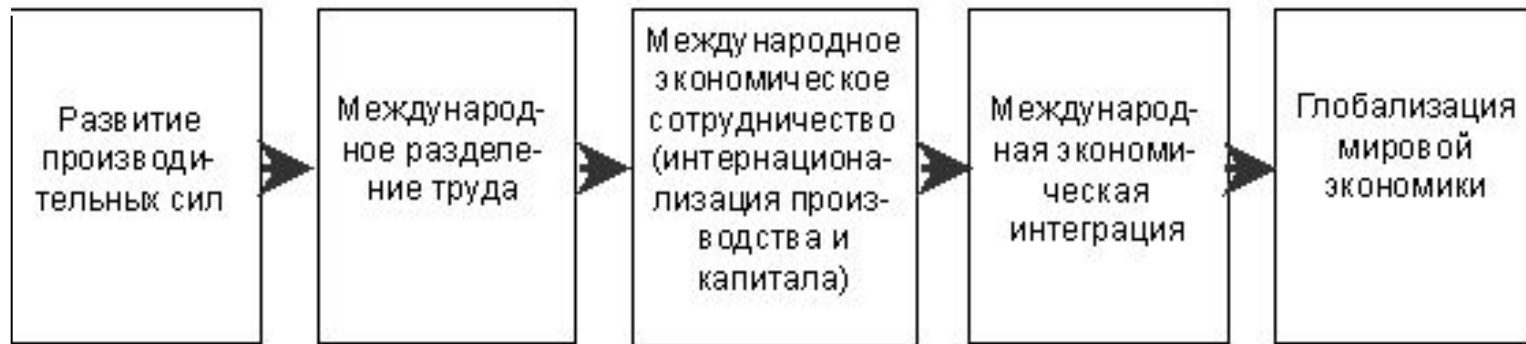 Развитие
производи-
тельных сил
Международ-
ное разделе-
ние труда
Международное
экономическое
сотрудничество
(интернациона-
лизация произ-
водства и
капитала)
Международ-
ная экономи-
ческая
интеграция
Глобализация
мировой
экономики